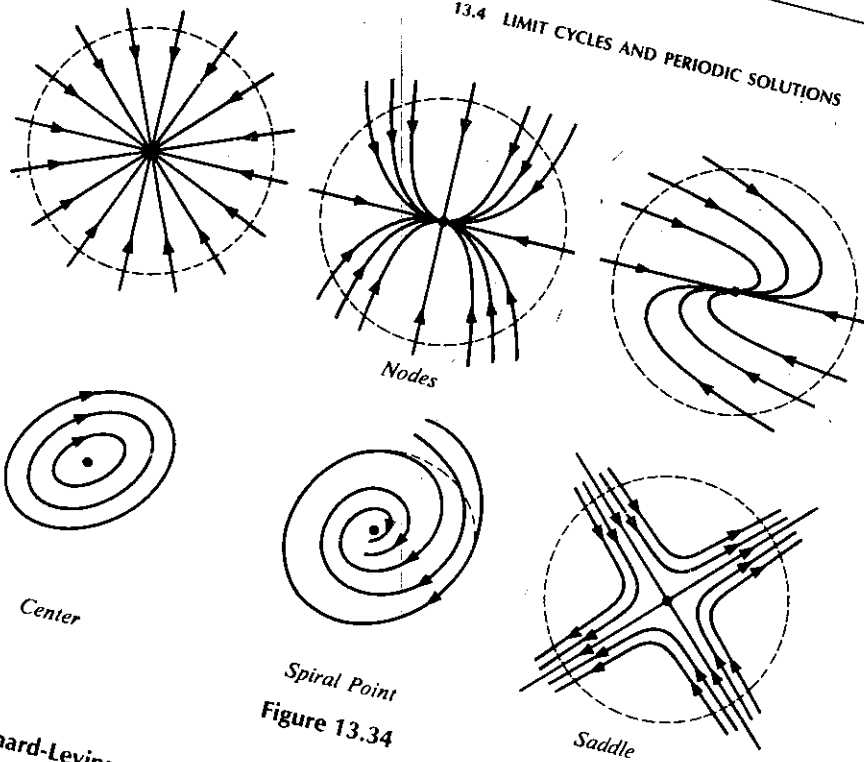 13.4 LIMIT CYCLES AND PERIODIC SOLUTIONS
Nodes
Center
Spiral Point
Saddle
Figure 13.34